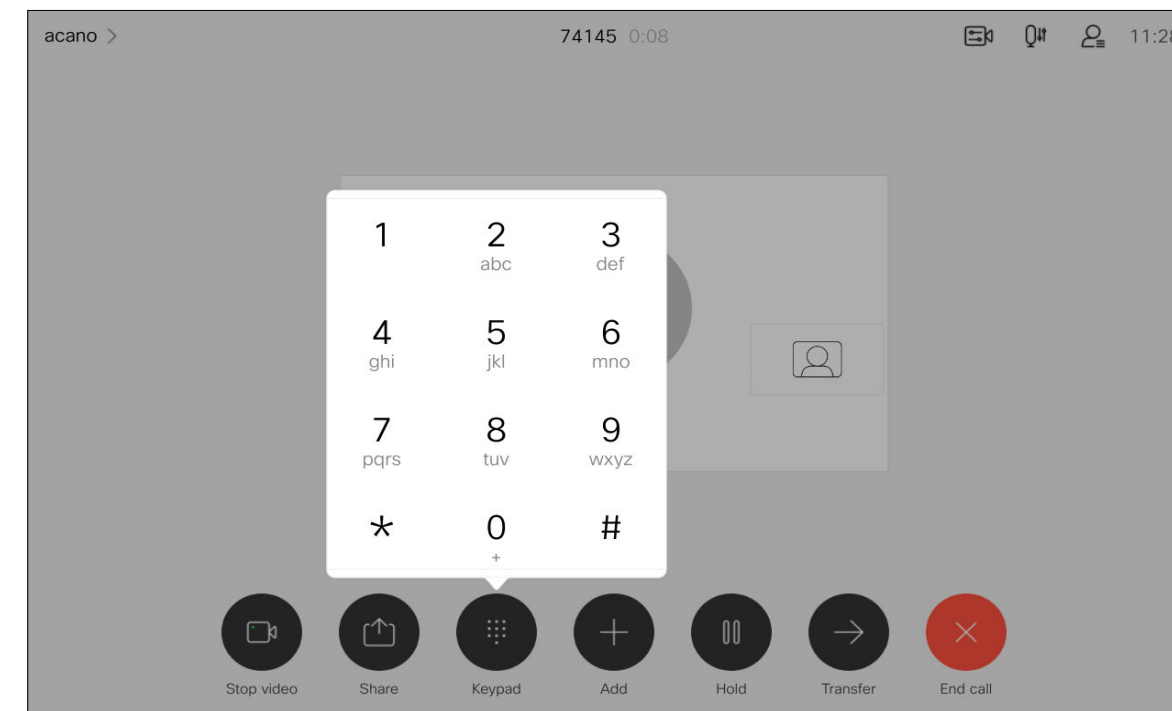 acano >
74145 0:08
11:28
1 2 3
abc def
4 5 6
ghi jkl mno
7 8 9
pqrs tuv wxyz
* 0 #
+
Stop video Share Keypad Add Hold Transfer End call